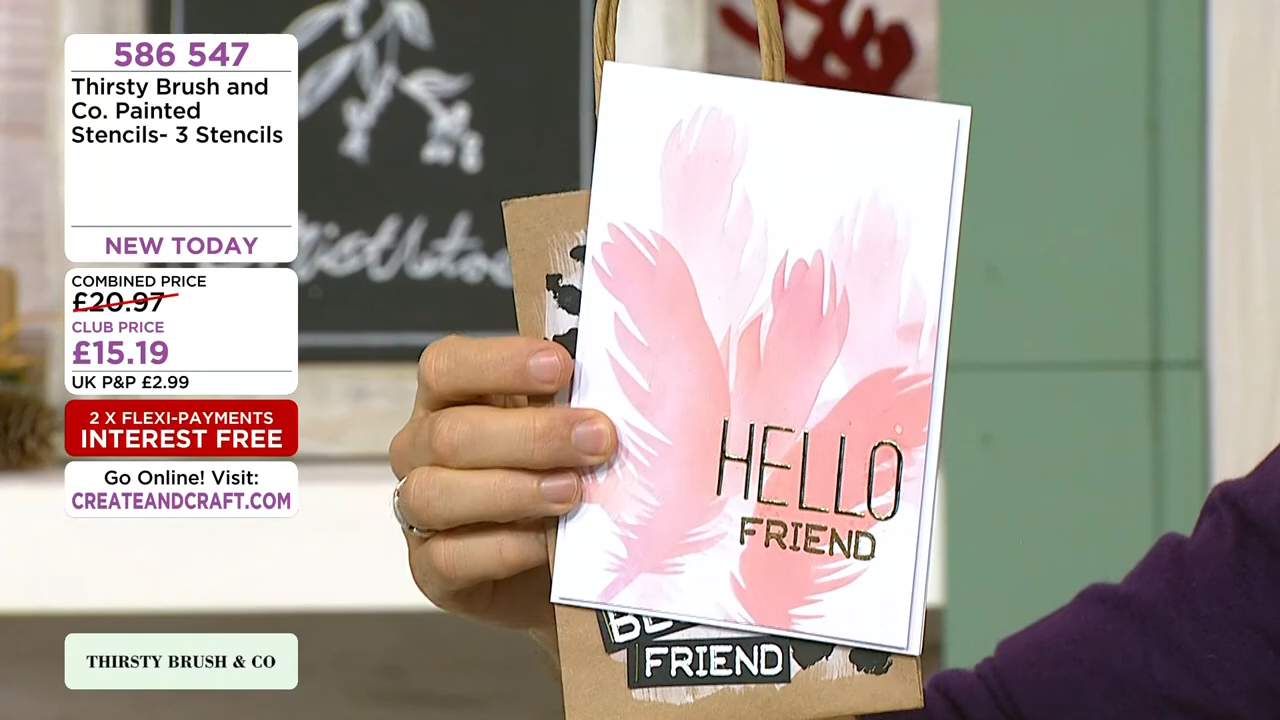 586 547
Thirsty Brush and
Co. Painted
Stencils- 3 Stencils
NEW TODAY
COMBINED PRICE
£20.97
CLUB PRICE
£15.19
UK P&P £2.99
2 X FLEXI-PAYMENTS
INTEREST FREE
Go Online! Visit:
CREATEANDCRAFT.COM
THIRSTY BRUSH & CO
Mistletoe
HELLO
FRIEND
FRIEND